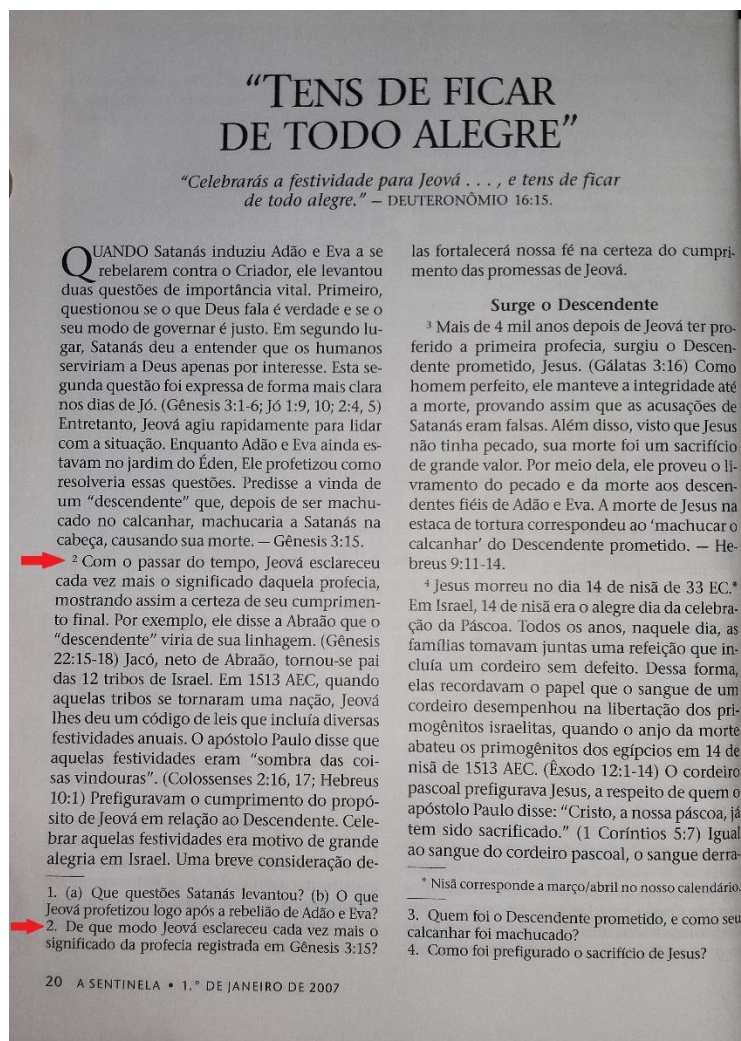 “TENS DE FICAR
DE TODO ALEGRE”
“Celebrarás a festividade para Jeová . . . , e tens de ficar
de todo alegre.” – DEUTERONÔMIO 16:15.
QUANDO Satanás induziu Adão e Eva a se
rebelarem contra o Criador, ele levantou
duas questões de importância vital. Primeiro,
questionou se o que Deus fala é verdade e se o
seu modo de governar é justo. Em segundo lu-
gar, Satanás deu a entender que os humanos
serviriam a Deus apenas por interesse. Esta se-
gunda questão foi expressa de forma mais clara
nos dias de Jó. (Gênesis 3:1-6; Jó 1:9, 10; 2:4, 5)
Entretanto, Jeová agiu rapidamente para lidar
com a situação. Enquanto Adão e Eva ainda es-
tavam no jardim do Éden, Ele profetizou como
resolveria essas questões. Predisse a vinda de
um “descendente” que, depois de ser machu-
cado no calcanhar, machucaria a Satanás na
cabeça, causando sua morte. — Gênesis 3:15.
² Com o passar do tempo, Jeová esclareceu
cada vez mais o significado daquela profecia,
mostrando assim a certeza de seu cumprimen-
to final. Por exemplo, ele disse a Abraão que o
“descendente” viria de sua linhagem. (Gênesis
22:15-18) Jacó, neto de Abraão, tornou-se pai
das 12 tribos de Israel. Em 1513 AEC, quando
aquelas tribos se tornaram uma nação, Jeová
lhes deu um código de leis que incluía diversas
festividades anuais. O apóstolo Paulo disse que
aquelas festividades eram “sombra das coi-
sas vindouras”. (Colossenses 2:16, 17; Hebreus
10:1) Prefiguravam o cumprimento do propó-
sito de Jeová em relação ao Descendente. Cele-
brar aquelas festividades era motivo de grande
alegria em Israel. Uma breve consideração de-
1. (a) Que questões Satanás levantou? (b) O que
Jeová profetizou logo após a rebelião de Adão e Eva?
2. De que modo Jeová esclareceu cada vez mais o
significado da profecia registrada em Gênesis 3:15?
las fortalecerá nossa fé na certeza do cumpri-
mento das promessas de Jeová.
Surge o Descendente
³ Mais de 4 mil anos depois de Jeová ter pro-
ferido a primeira profecia, surgiu o Descen-
dente prometido, Jesus. (Gálatas 3:16) Como
homem perfeito, ele manteve a integridade até
a morte, provando assim que as acusações de
Satanás eram falsas. Além disso, visto que Jesus
não tinha pecado, sua morte foi um sacrifício
de grande valor. Por meio dela, ele proveu o li-
vramento do pecado e da morte aos descen-
dentes fiéis de Adão e Eva. A morte de Jesus na
estaca de tortura correspondeu ao ‘machucar o
calcanhar’ do Descendente prometido. — He-
breus 9:11-14.
⁴ Jesus morreu no dia 14 de nisã de 33 EC.*
Em Israel, 14 de nisã era o alegre dia da celebra-
ção da Páscoa. Todos os anos, naquele dia, as
famílias tomavam juntas uma refeição que in-
cluía um cordeiro sem defeito. Dessa forma,
elas recordavam o papel que o sangue de um
cordeiro desempenhou na libertação dos pri-
mogênitos israelitas, quando o anjo da morte
abateu os primogênitos dos egípcios em 14 de
nisã de 1513 AEC. (Êxodo 12:1-14) O cordeiro
pascoal prefigurava Jesus, a respeito de quem o
apóstolo Paulo disse: “Cristo, a nossa páscoa, já
tem sido sacrificado.” (1 Coríntios 5:7) Igual
ao sangue do cordeiro pascoal, o sangue derra-
* Nisã corresponde a março/abril no nosso calendário.
3. Quem foi o Descendente prometido, e como seu
calcanhar foi machucado?
4. Como foi prefigurado o sacrifício de Jesus?
20 A SENTINELA • 1.° DE JANEIRO DE 2007